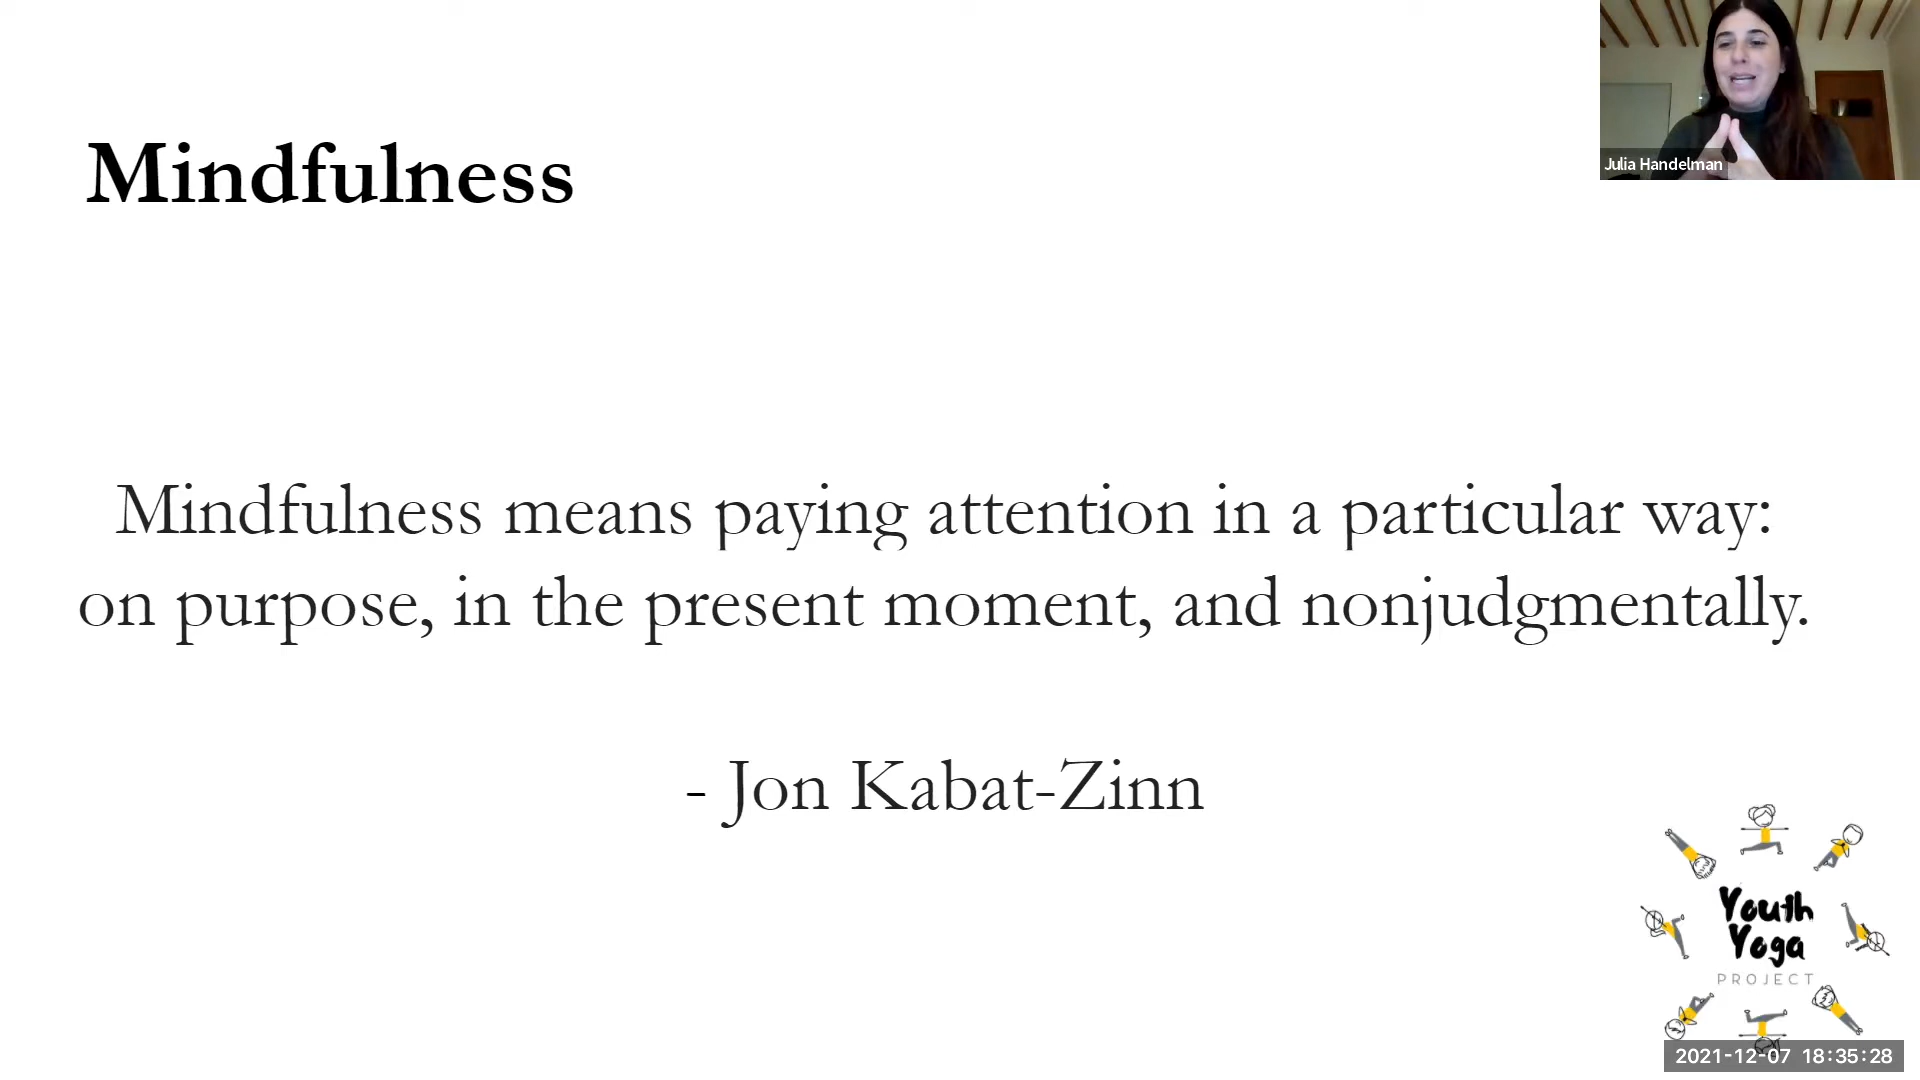 Julia Handelman
Mindfulness
Mindfulness means paying attention in a particular way:
on purpose, in the present moment, and nonjudgmentally.
- Jon Kabat-Zinn
Youth
Yoga
PROJECT
2021-12-07 18:35:28